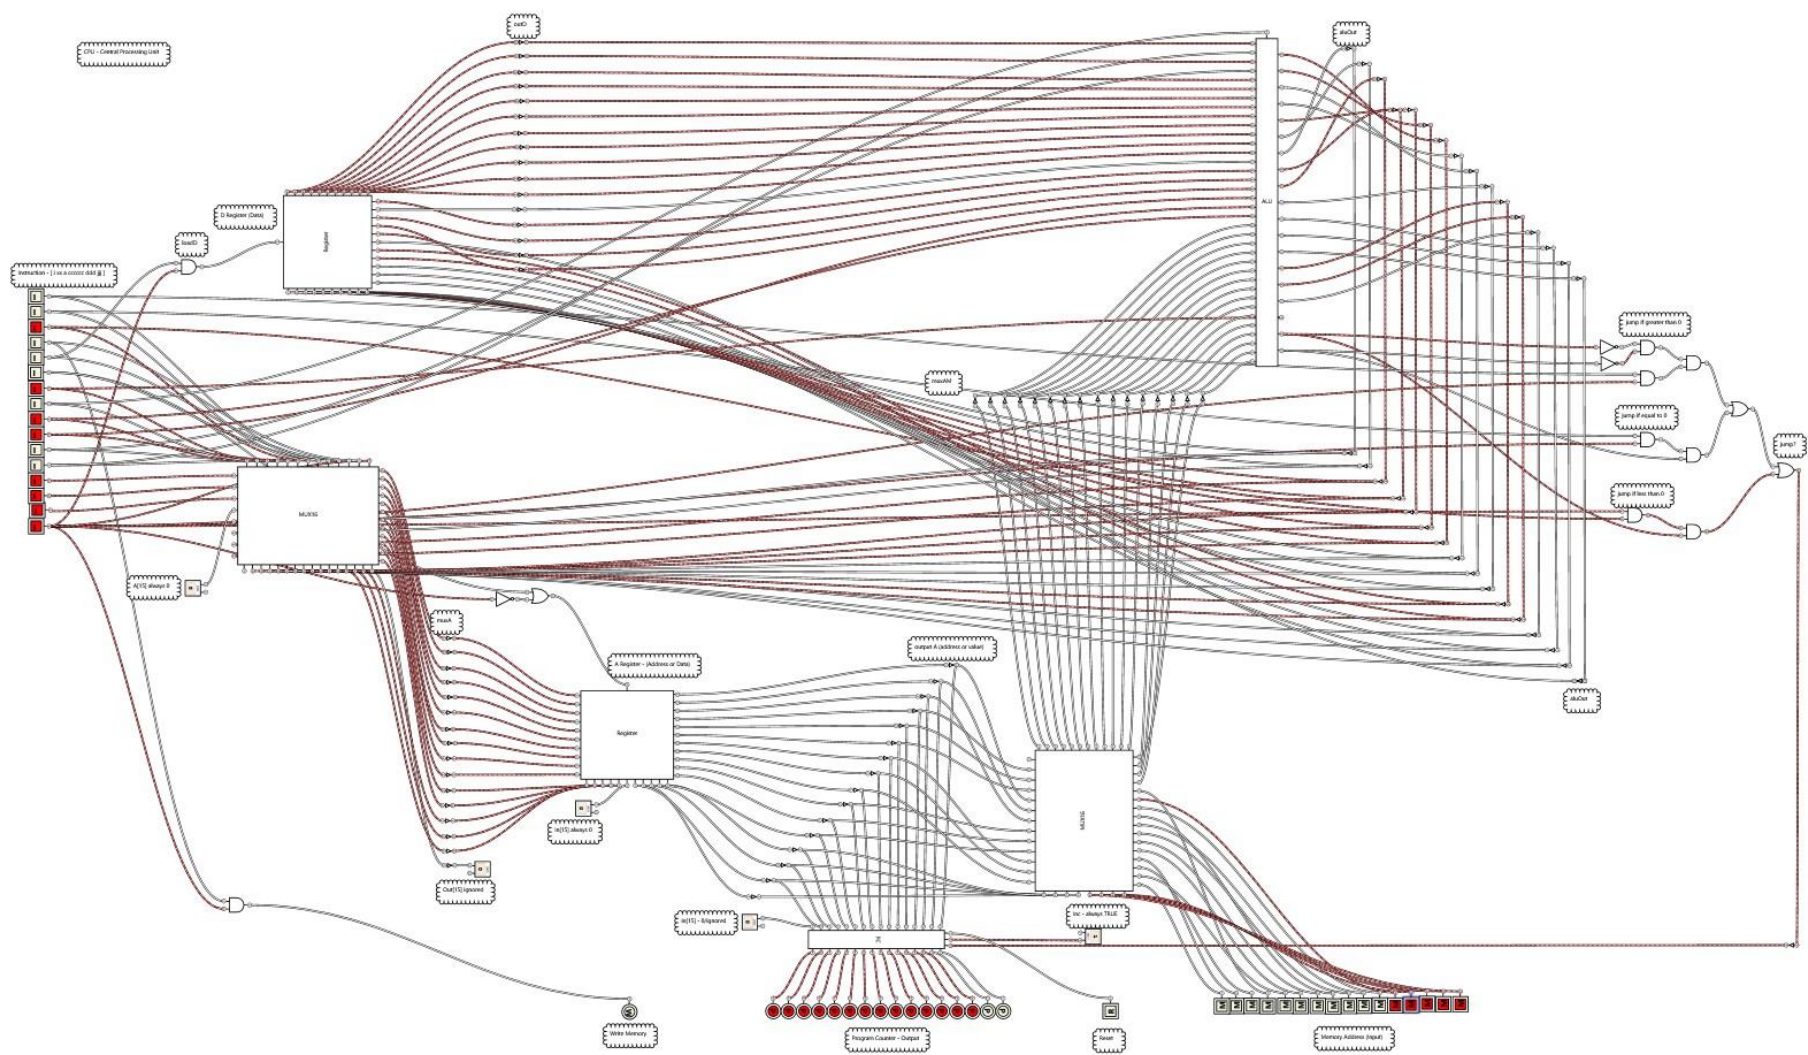 CPU - Central Processing Unit
outD
aluOut
D Register (Data)
loadD
Register
ALU
Instruction - [ i xx a cccccc ddd jjj ]
jump if greater than 0
muxAM
jump if equal to 0
jump?
MUX16
jump if less than 0
A[15] always 0
muxA
output A (address or value)
A Register - (Address or Data)
aluOut
Register
MUX16
in[15] always 0
Out[15] ignored
in[15] - 0/ignored
inc - always TRUE
PC
P P
R
W
Write Memory
Program Counter - Output
Reset
Memory Address (Input)